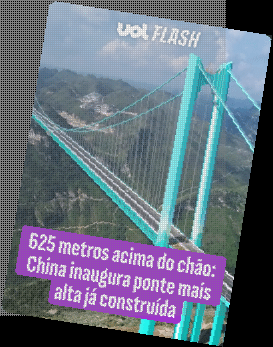 uol FLASH
625 metros acima do chão:
China inaugura ponte mais
alta já construída